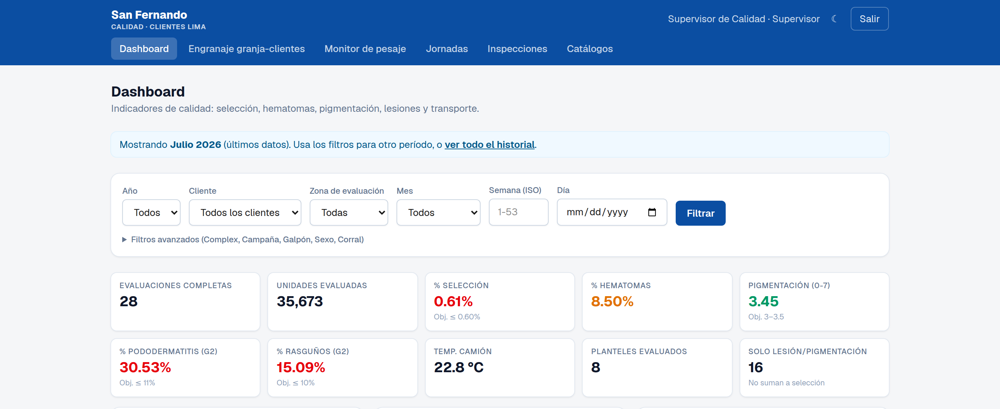 San Fernando
CALIDAD · CLIENTES LIMA
Supervisor de Calidad · Supervisor
Salir
Dashboard
Engranaje granja-clientes
Monitor de pesaje
Jornadas
Inspecciones
Catálogos
Dashboard
Indicadores de calidad: selección, hematomas, pigmentación, lesiones y transporte.
Mostrando Julio 2026 (últimos datos). Usa los filtros para otro período, o ver todo el historial.
Año
Cliente
Zona de evaluación
Mes
Semana (ISO)
Día
Todos
Todos los clientes
Todas
Todos
1-53
mm/dd/yyyy
Filtrar
Filtros avanzados (Complex, Campaña, Galpón, Sexo, Corral)
EVALUACIONES COMPLETAS
28
UNIDADES EVALUADAS
35,673
% SELECCIÓN
0.61%
Obj. ≤ 0.60%
% HEMATOMAS
8.50%
PIGMENTACIÓN (0-7)
3.45
Obj. 3–3.5
% PODODERMATITIS (G2)
30.53%
Obj. ≤ 11%
% RASGUÑOS (G2)
15.09%
Obj. ≤ 10%
TEMP. CAMIÓN
22.8 °C
PLANTELES EVALUADOS
8
SOLO LESIÓN/PIGMENTACIÓN
16
No suman a selección